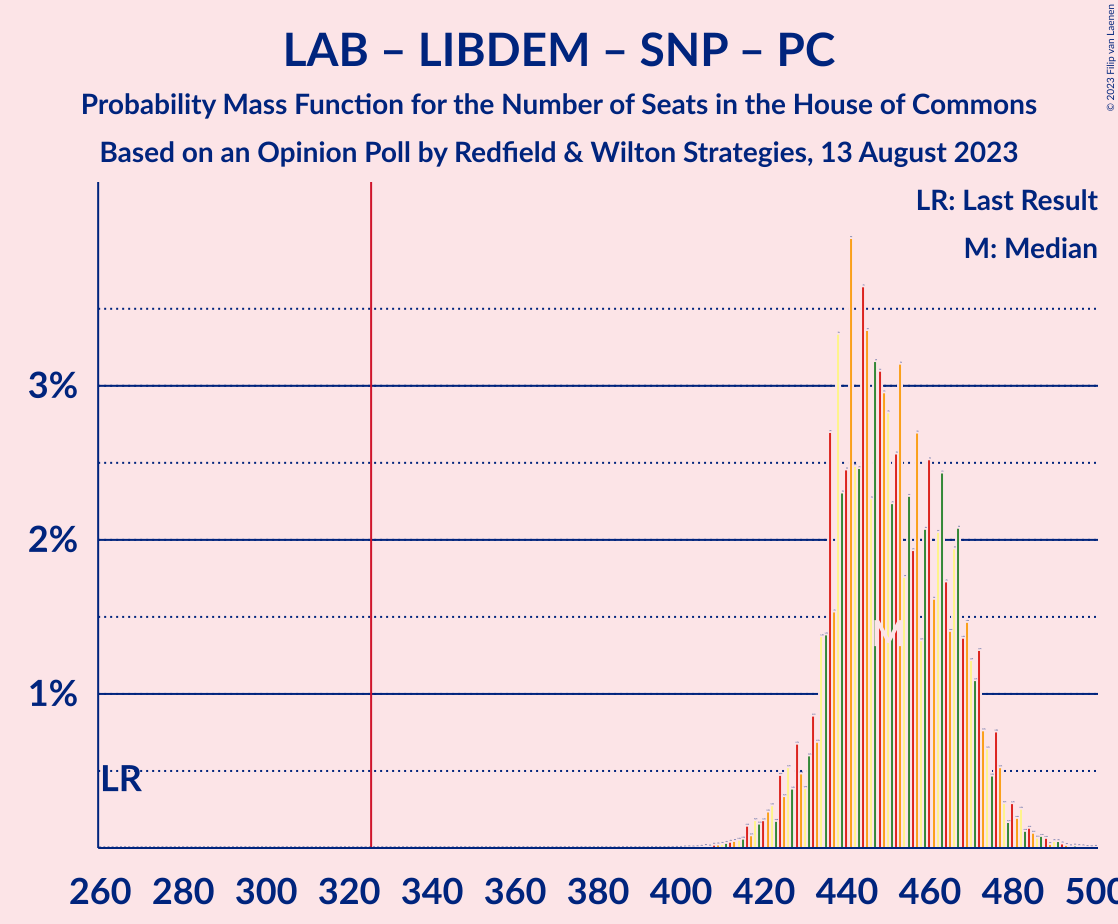 LAB – LIBDEM – SNP – PC
Probability Mass Function for the Number of Seats in the House of Commons
Based on an Opinion Poll by Redfield & Wilton Strategies, 13 August 2023
© 2023 Filip van Laenen
LR: Last Result
M: Median
3%
2%
1%
M
LR
260 280 300 320 340 360 380 400 420 440 460 480 500